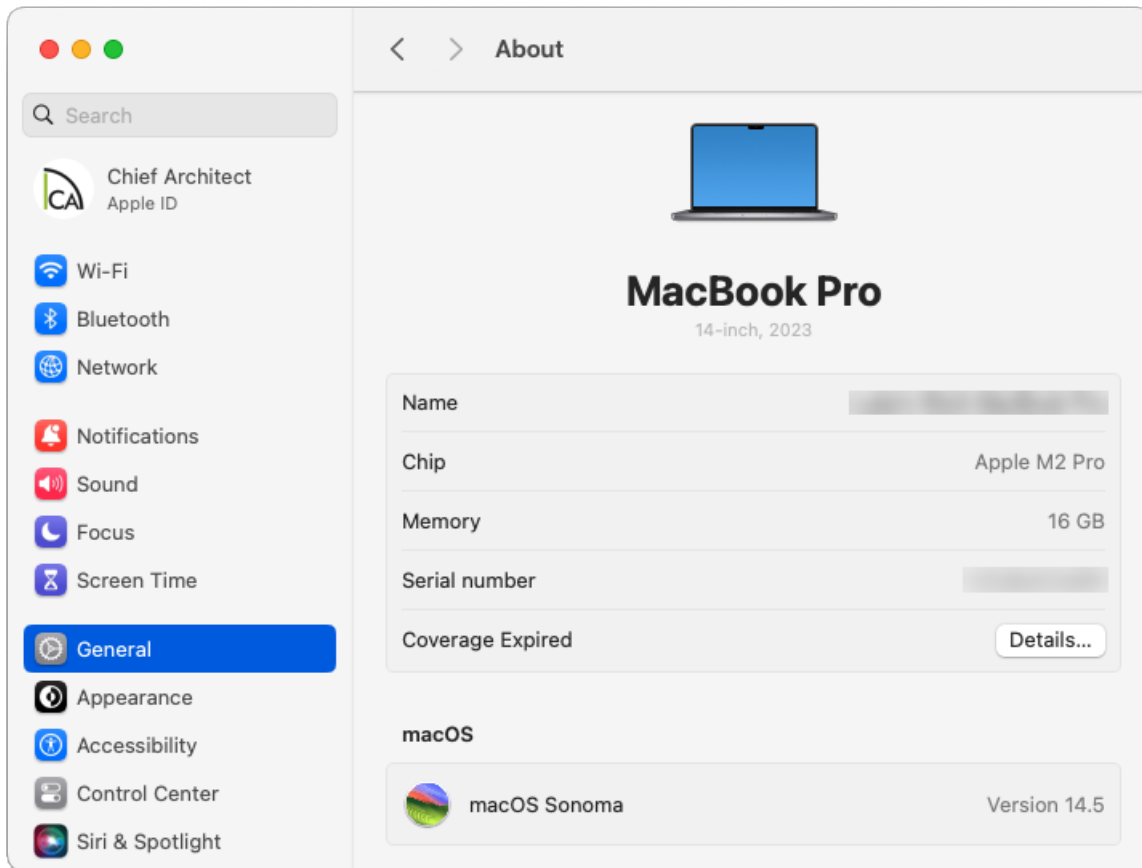 About
Search
CA
Chief Architect
Apple ID
Wi-Fi
Bluetooth
Network
Notifications
Sound
Focus
Screen Time
General
Appearance
Accessibility
Control Center
Siri & Spotlight
MacBook Pro
14-inch, 2023
Name
Chip Apple M2 Pro
Memory 16 GB
Serial number
Coverage Expired Details...
macOS
macOS Sonoma Version 14.5